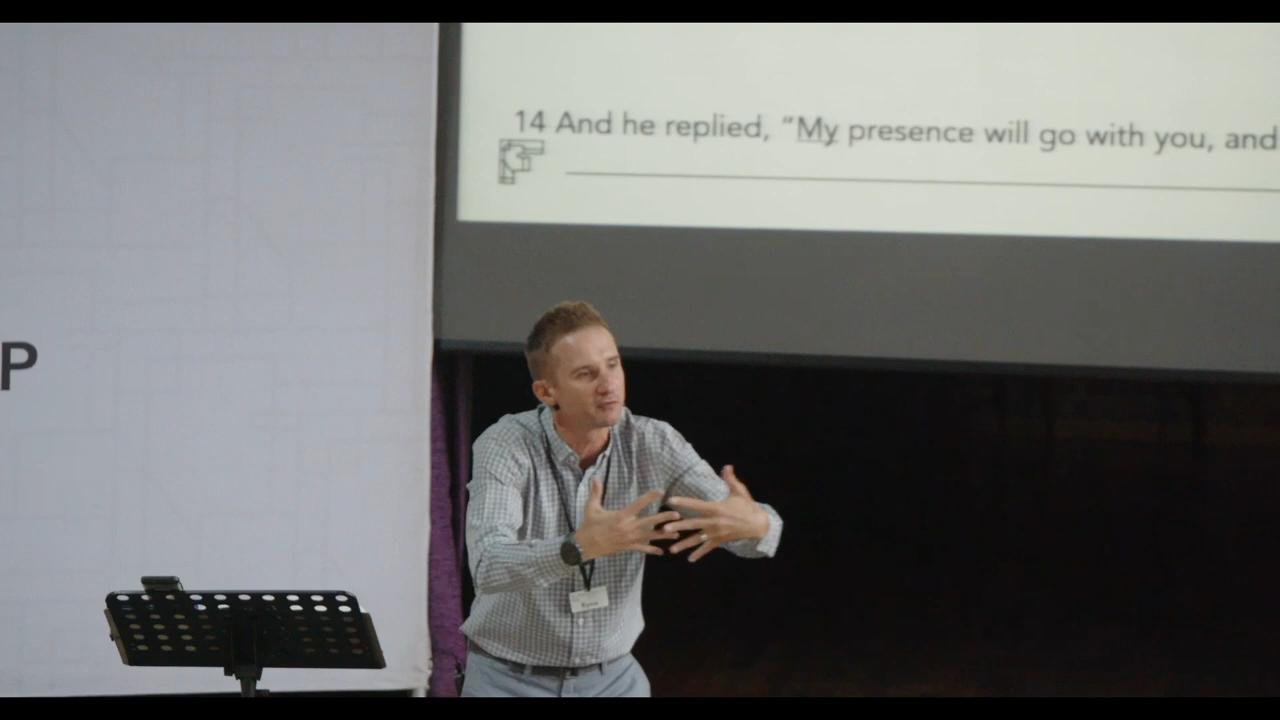 14 And he replied, “My presence will go with you, and
P